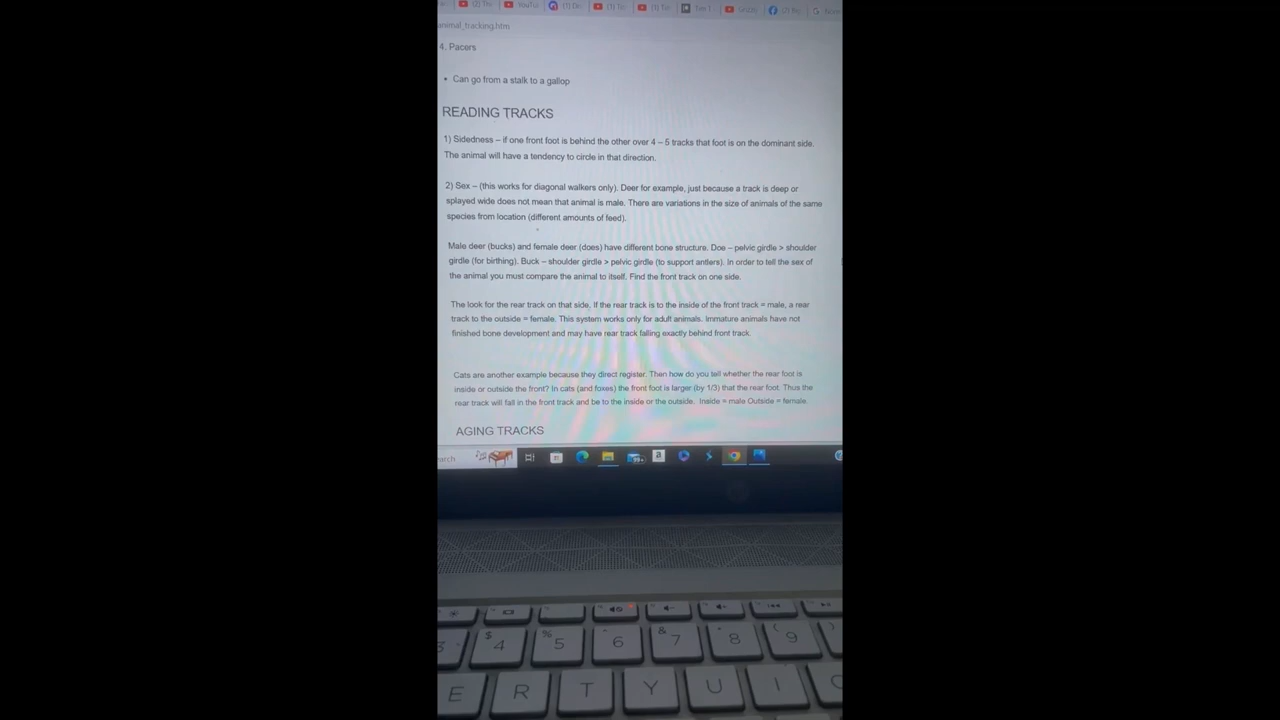 animal_tracking.htm
4. Pacers
• Can go from a stalk to a gallop
READING TRACKS
1) Sidedness – if one front foot is behind the other over 4 – 5 tracks that foot is on the dominant side.
The animal will have a tendency to circle in that direction.
2) Sex – (this works for diagonal walkers only). Deer for example, just because a track is deep or
splayed wide does not mean that animal is male. There are variations in the size of animals of the same
species from location (different amounts of feed).
Male deer (bucks) and female deer (does) have different bone structure. Doe – pelvic girdle > shoulder
girdle (for birthing). Buck – shoulder girdle > pelvic girdle (to support antlers). In order to tell the sex of
the animal you must compare the animal to itself. Find the front track on one side.
The look for the rear track on that side. If the rear track is to the inside of the front track = male, a rear
track to the outside = female. This system works only for adult animals. Immature animals have not
finished bone development and may have rear track falling exactly behind front track.
Cats are another example because they direct register. Then how do you tell whether the rear foot is
inside or outside the front? In cats (and foxes) the front foot is larger (by 1/3) that the rear foot. Thus the
rear track will fall in the front track and be to the inside or the outside. Inside = male Outside = female.
AGING TRACKS
arch
99+
a
3 $ 4 % 5 ^ 6 & 7 * 8 ( 9 )
E R T Y U I